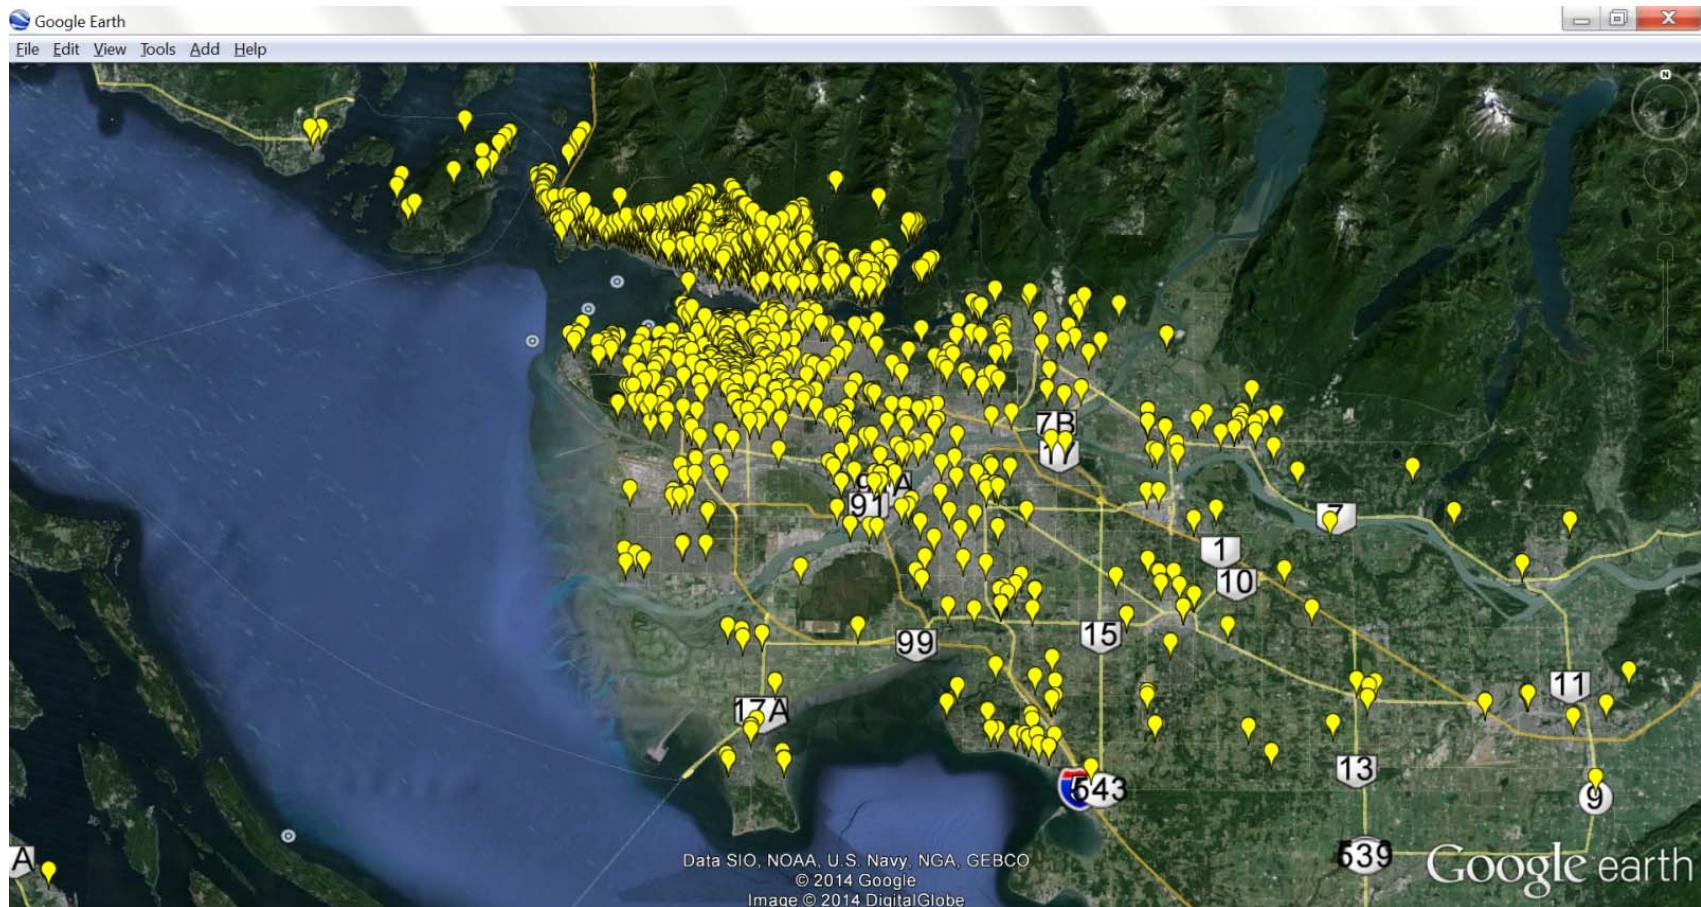 Google Earth
File Edit View Tools Add Help
N
7B
17
91A
91
7
1
10
99
15
11
17A
13
543
9
A
539
Google earth
Data SIO, NOAA, U.S. Navy, NGA, GEBCO
© 2014 Google
Image © 2014 DigitalGlobe